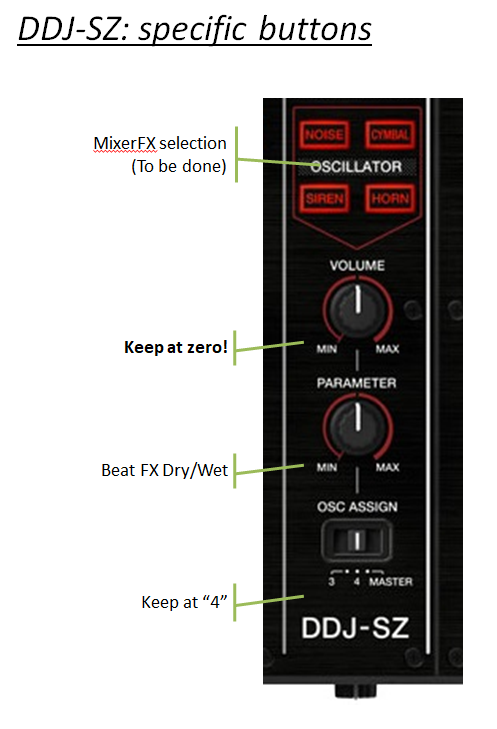 DDJ-SZ: specific buttons
NOISE CYMBAL
MixerFX selection
(To be done)
OSCILLATOR
SIREN HORN
VOLUME
Keep at zero!
MIN MAX
PARAMETER
Beat FX Dry/Wet
MIN MAX
OSC ASSIGN
3 4 MASTER
Keep at “4”
DDJ-SZ